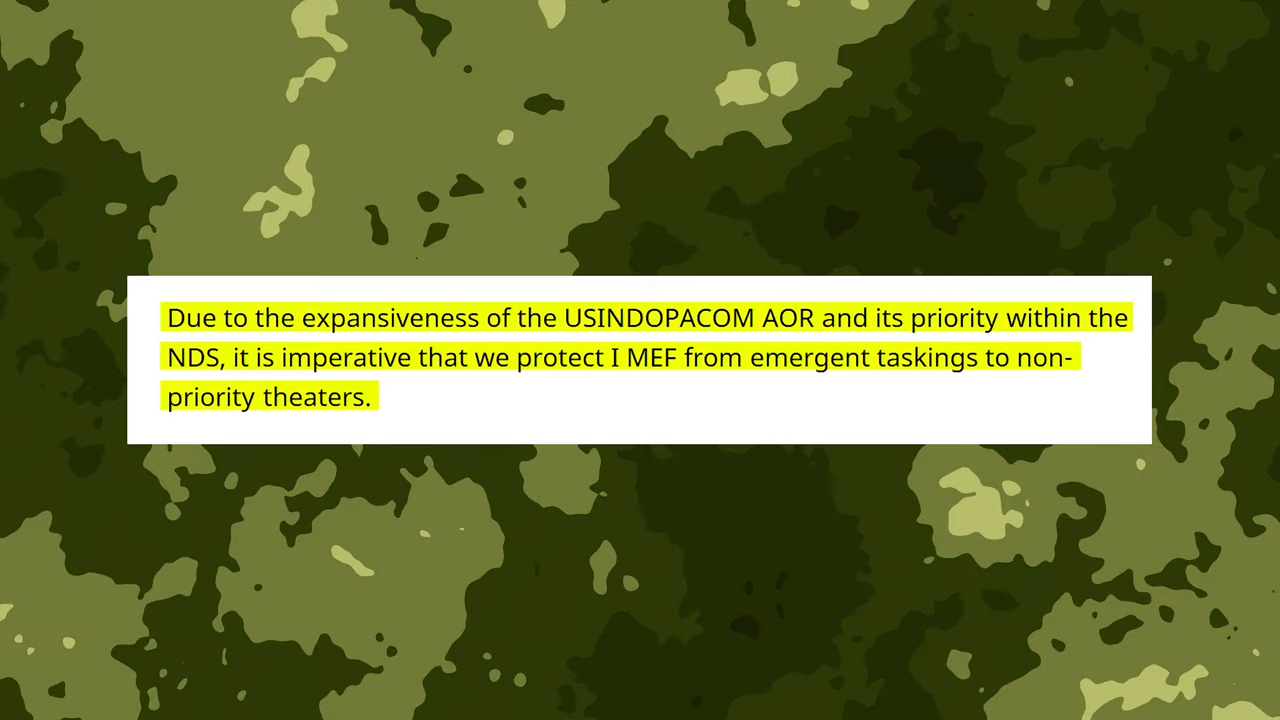 Due to the expansiveness of the USINDOPACOM AOR and its priority within the
NDS, it is imperative that we protect I MEF from emergent taskings to non-
priority theaters.